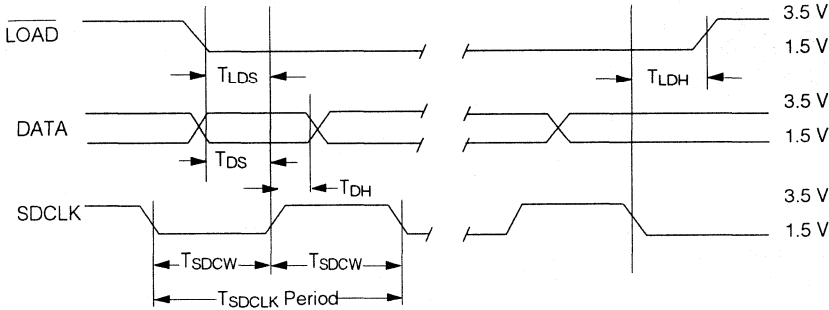 LOAD
3.5 V
1.5 V
TLDS
TLDH
DATA
3.5 V
1.5 V
TDS
TDH
SDCLK
3.5 V
1.5 V
TSDCW
TSDCW
TSDCLK Period